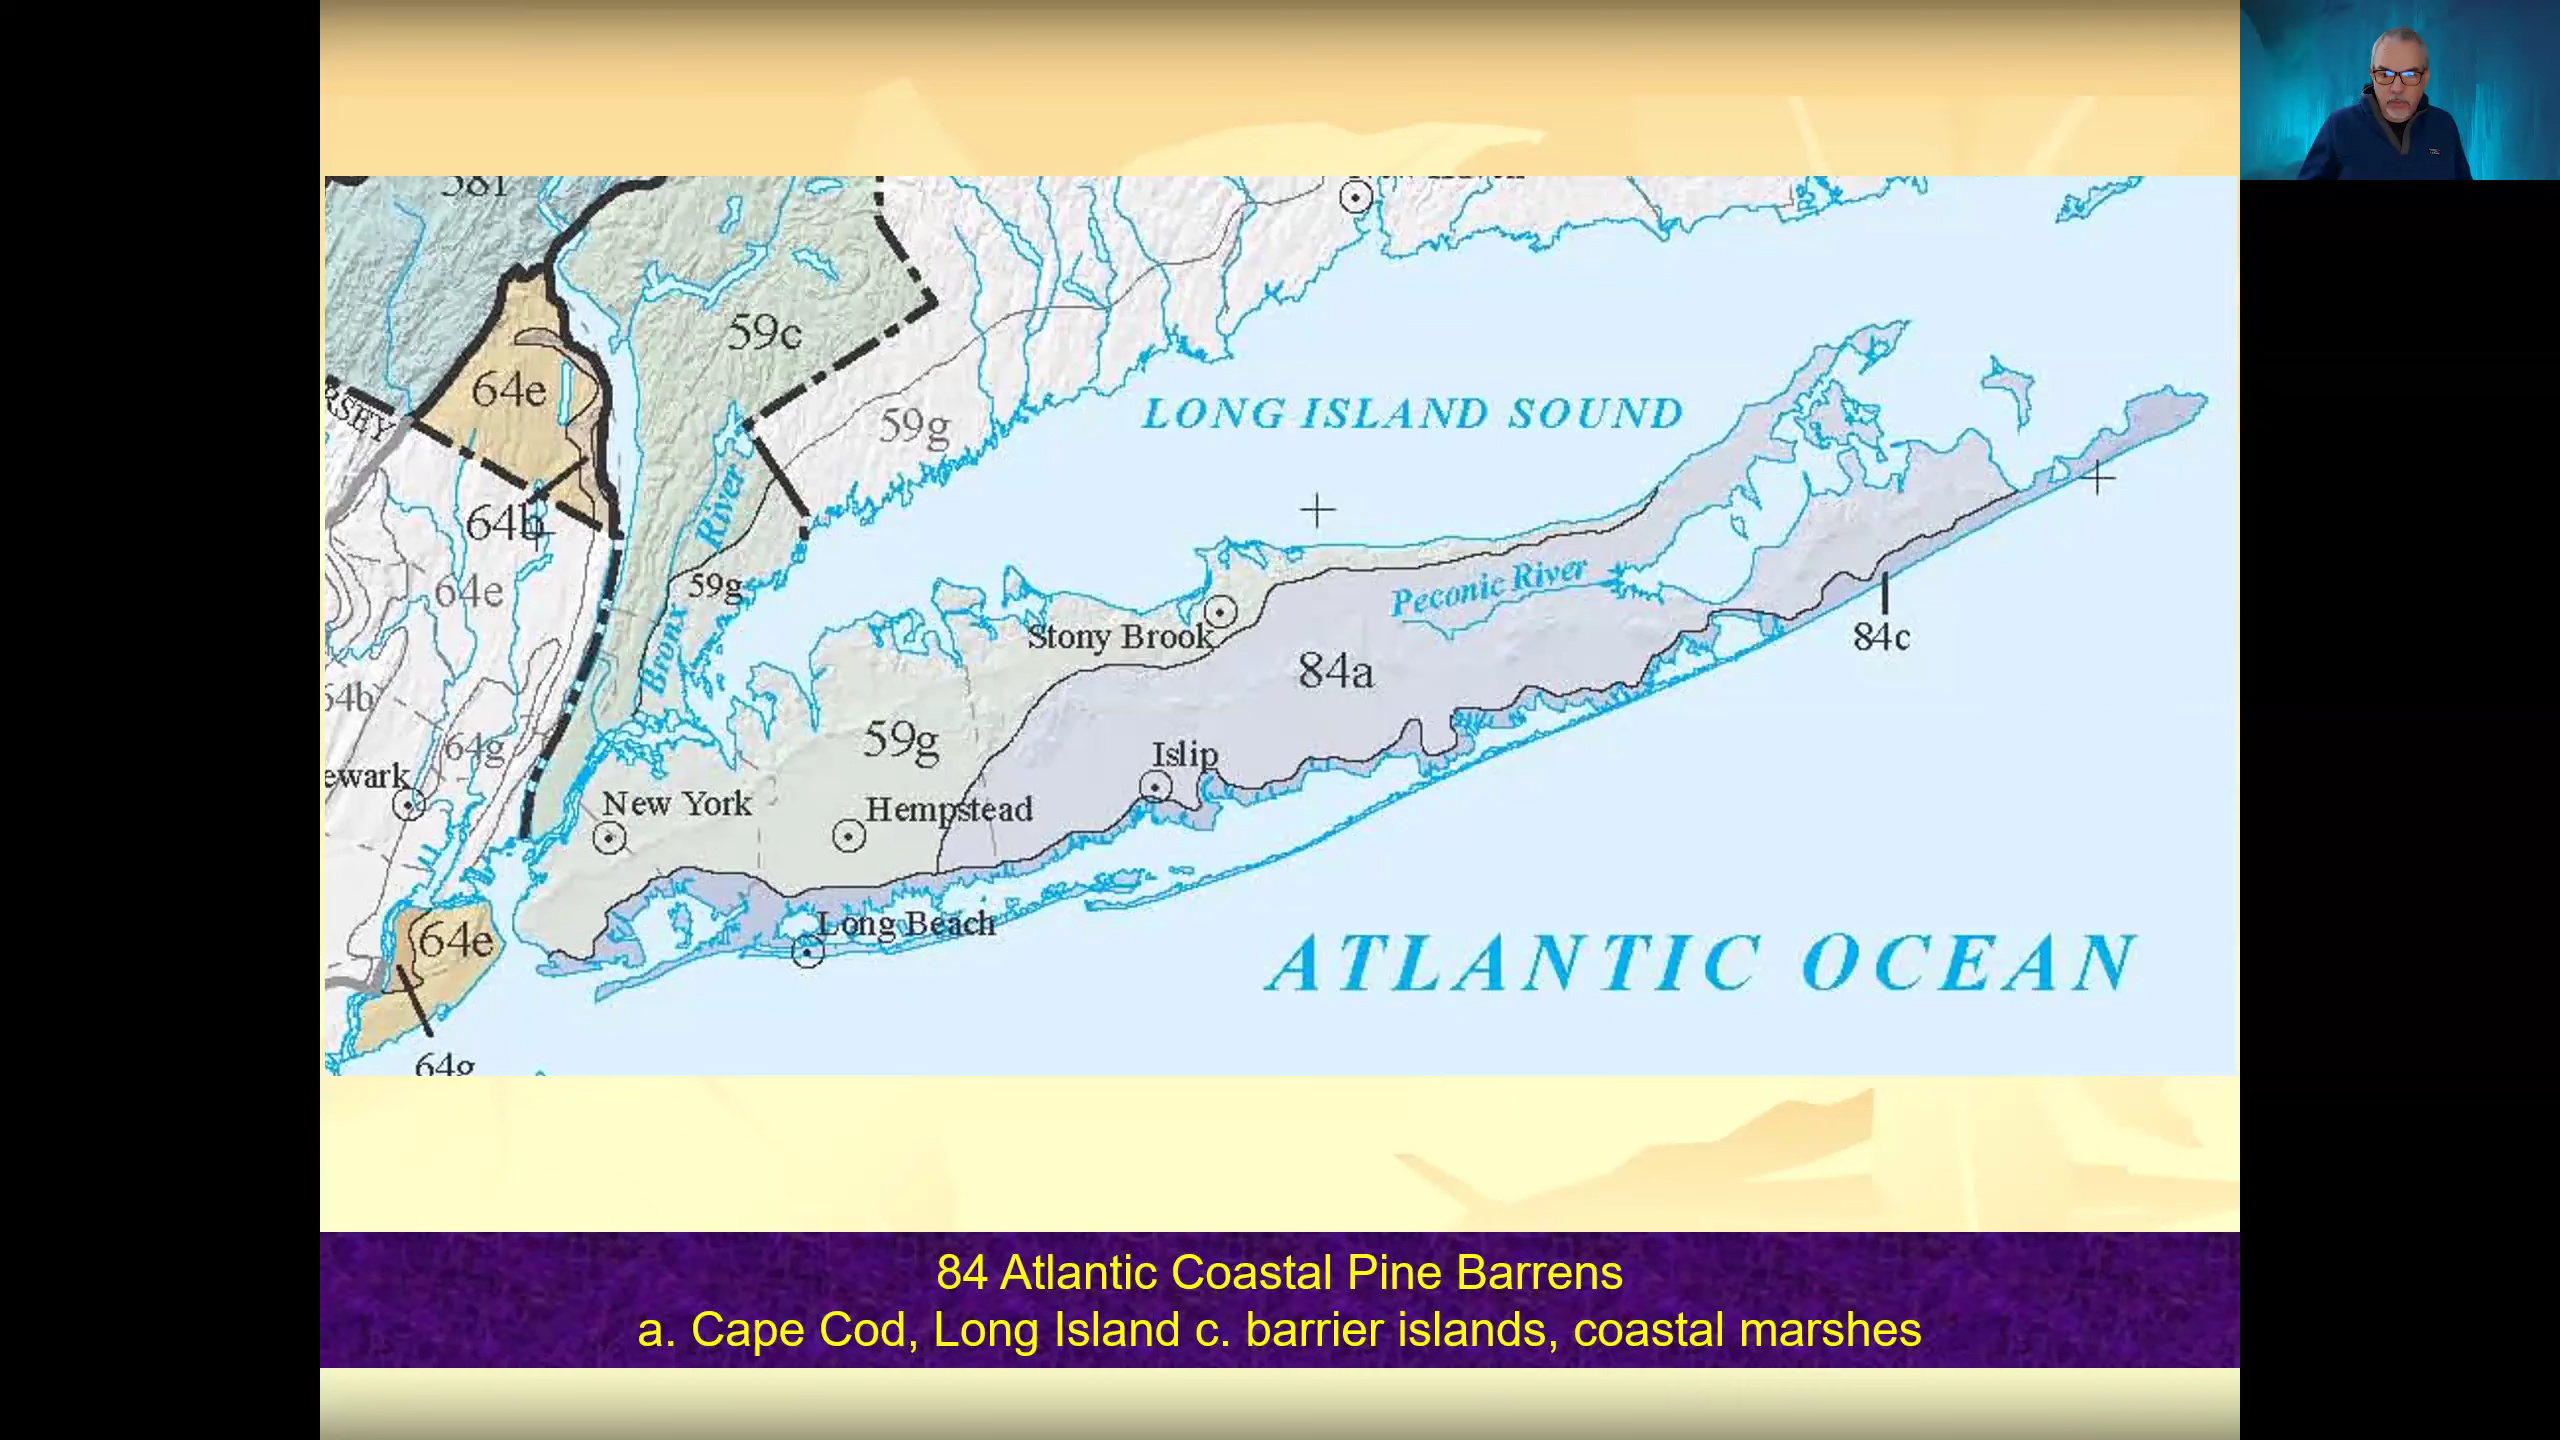 59c
64e
LONG ISLAND SOUND
59g
64b
River
Peconic River
59g
64e
Stony Brook
84c
Bronx
84a
64b
59g
64g
Islip
ewark
New York
Hempstead
Long Beach
64e
ATLANTIC OCEAN
64g
84 Atlantic Coastal Pine Barrens
a. Cape Cod, Long Island c. barrier islands, coastal marshes